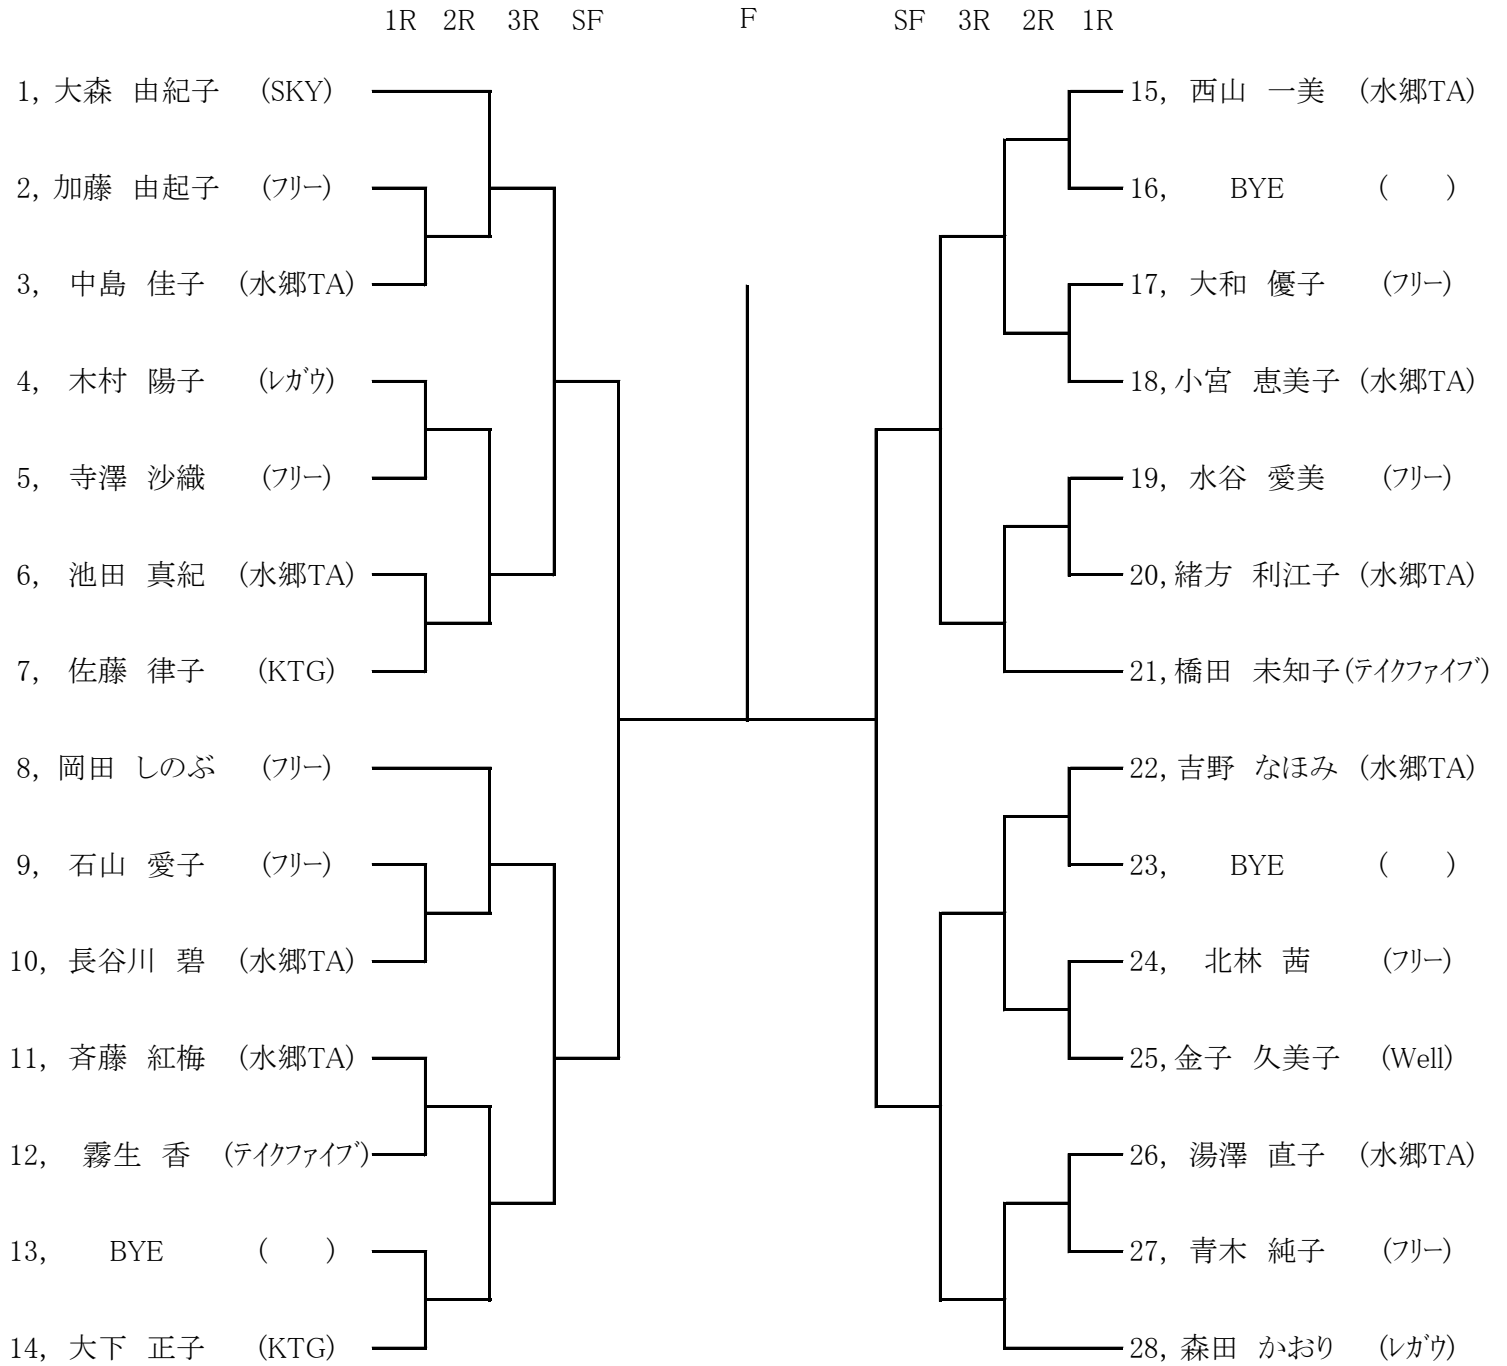 1R 2R 3R SF F SF 3R 2R 1R
1, 大森 由紀子 (SKY)
2, 加藤 由起子 (フリー)
3, 中島 佳子 (水郷TA)
4, 木村 陽子 (レガウ)
5, 寺澤 沙織 (フリー)
6, 池田 真紀 (水郷TA)
7, 佐藤 律子 (KTG)
8, 岡田 しのぶ (フリー)
9, 石山 愛子 (フリー)
10, 長谷川 碧 (水郷TA)
11, 斉藤 紅梅 (水郷TA)
12, 霧生 香 (テイクファイブ)
13, BYE ( )
14, 大下 正子 (KTG)
15, 西山 一美 (水郷TA)
16, BYE ( )
17, 大和 優子 (フリー)
18, 小宮 恵美子 (水郷TA)
19, 水谷 愛美 (フリー)
20, 緒方 利江子 (水郷TA)
21, 橋田 未知子 (テイクファイブ)
22, 吉野 なほみ (水郷TA)
23, BYE ( )
24, 北林 茜 (フリー)
25, 金子 久美子 (Well)
26, 湯澤 直子 (水郷TA)
27, 青木 純子 (フリー)
28, 森田 かおり (レガウ)